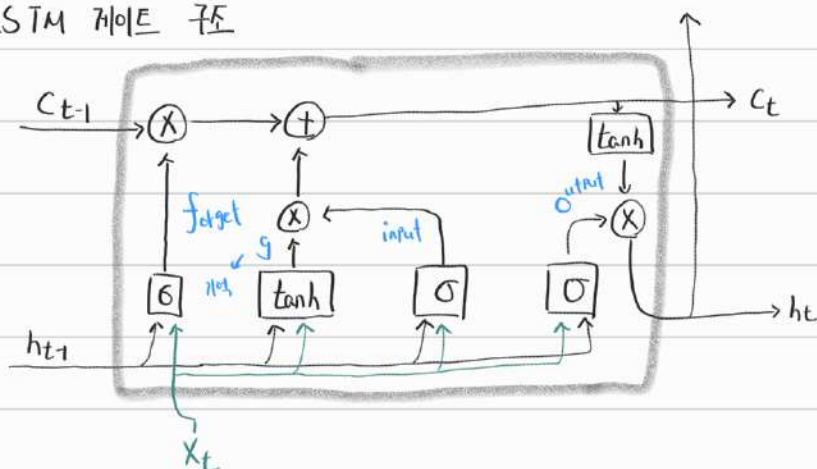 STM 게이트 구조
Ct-1
X
+
Ct
tanh
forget
X
input
output
X
g
기억
σ
tanh
σ
σ
ht
ht-1
Xt